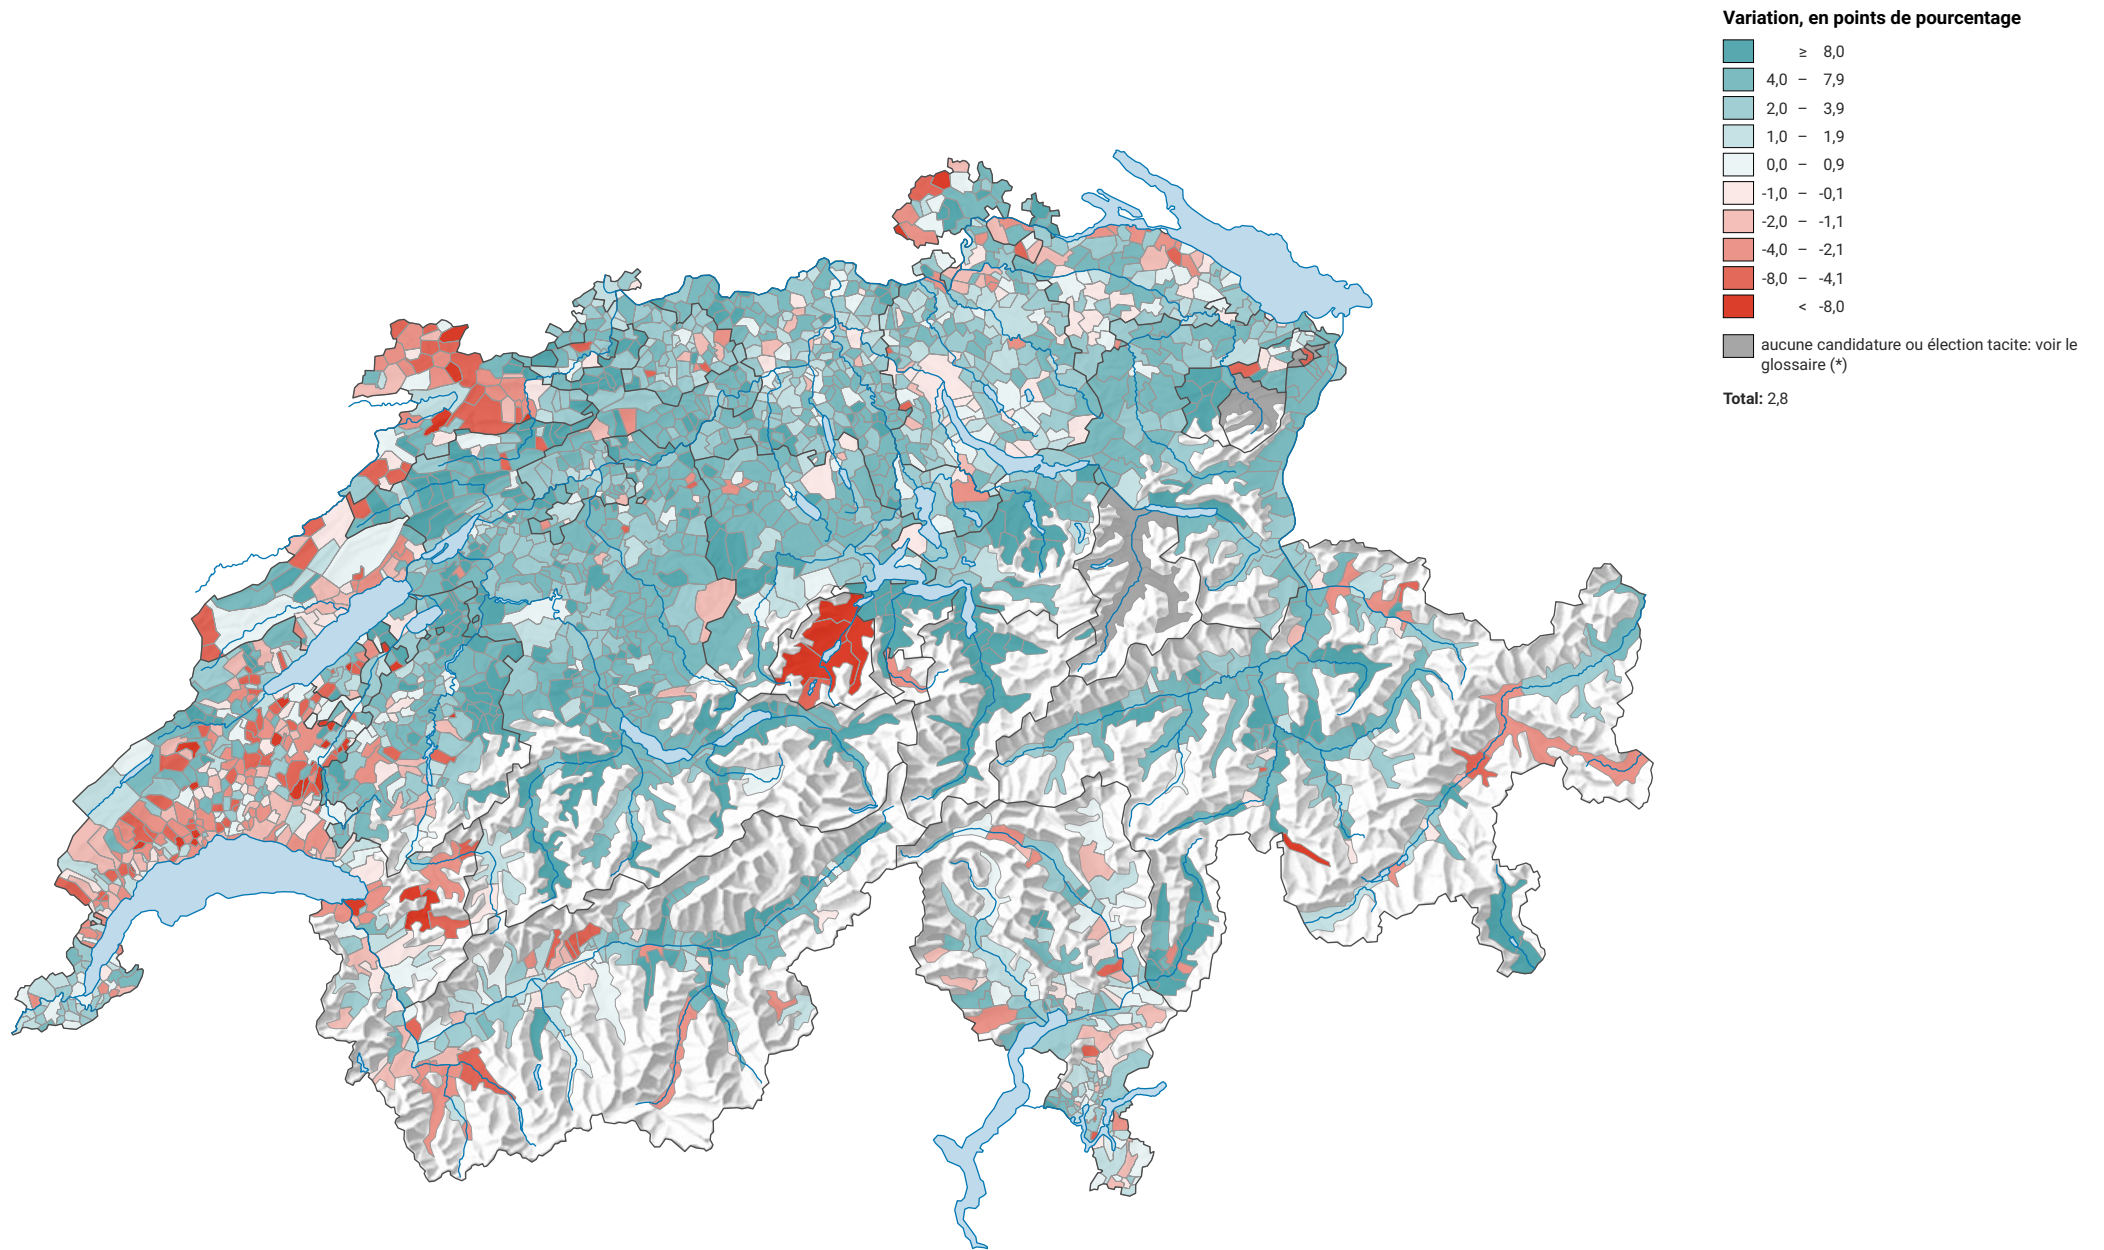 Variation, en points de pourcentage
≥ 8,0
4,0 – 7,9
2,0 – 3,9
1,0 – 1,9
0,0 – 0,9
-1,0 – -0,1
-2,0 – -1,1
-4,0 – -2,1
-8,0 – -4,1
< -8,0
aucune candidature ou élection tacite: voir le
glossaire (*)
Total: 2,8